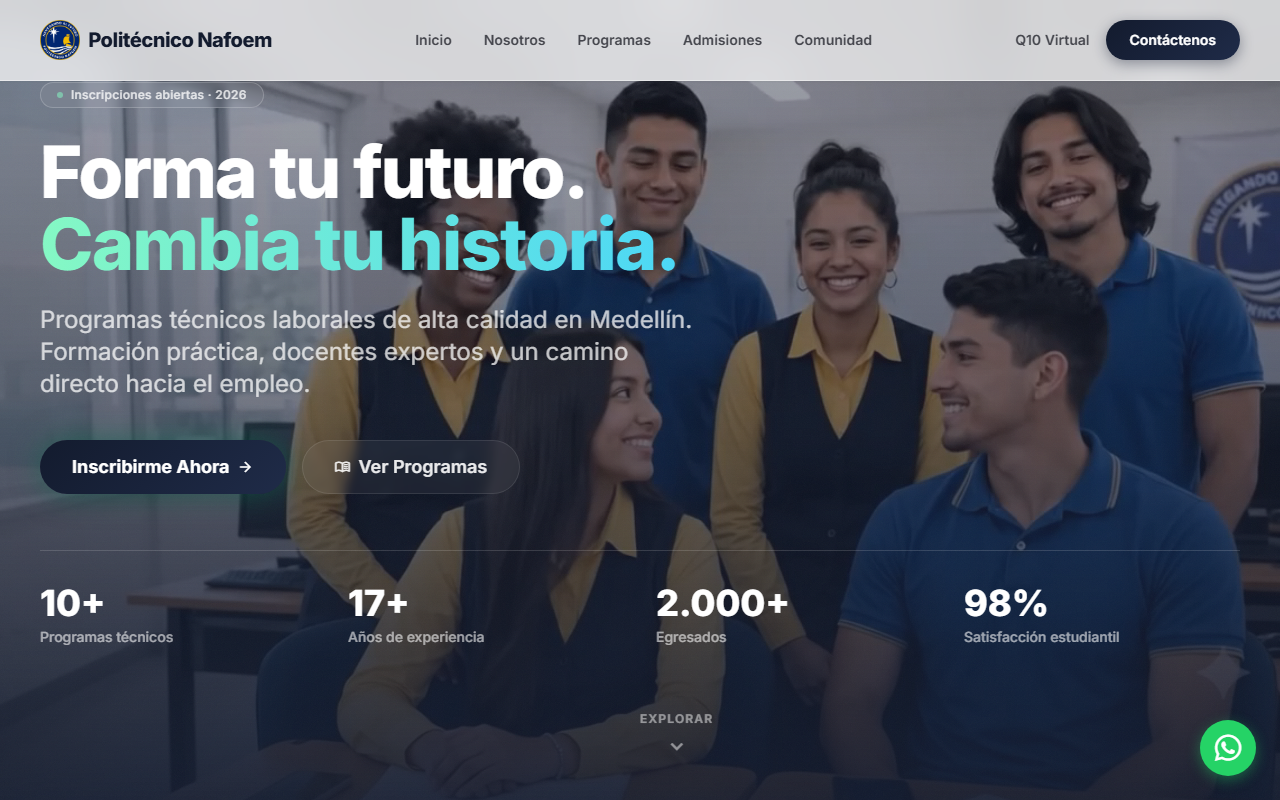 Politécnico Nafoem
Inicio
Nosotros
Programas
Admisiones
Comunidad
Q10 Virtual
Contáctenos
Inscripciones abiertas · 2026
Forma tu futuro.
Cambia tu historia.
Programas técnicos laborales de alta calidad en Medellín.
Formación práctica, docentes expertos y un camino
directo hacia el empleo.
Inscribirme Ahora →
Ver Programas
10+
Programas técnicos
17+
Años de experiencia
2.000+
Egresados
98%
Satisfacción estudiantil
EXPLORAR